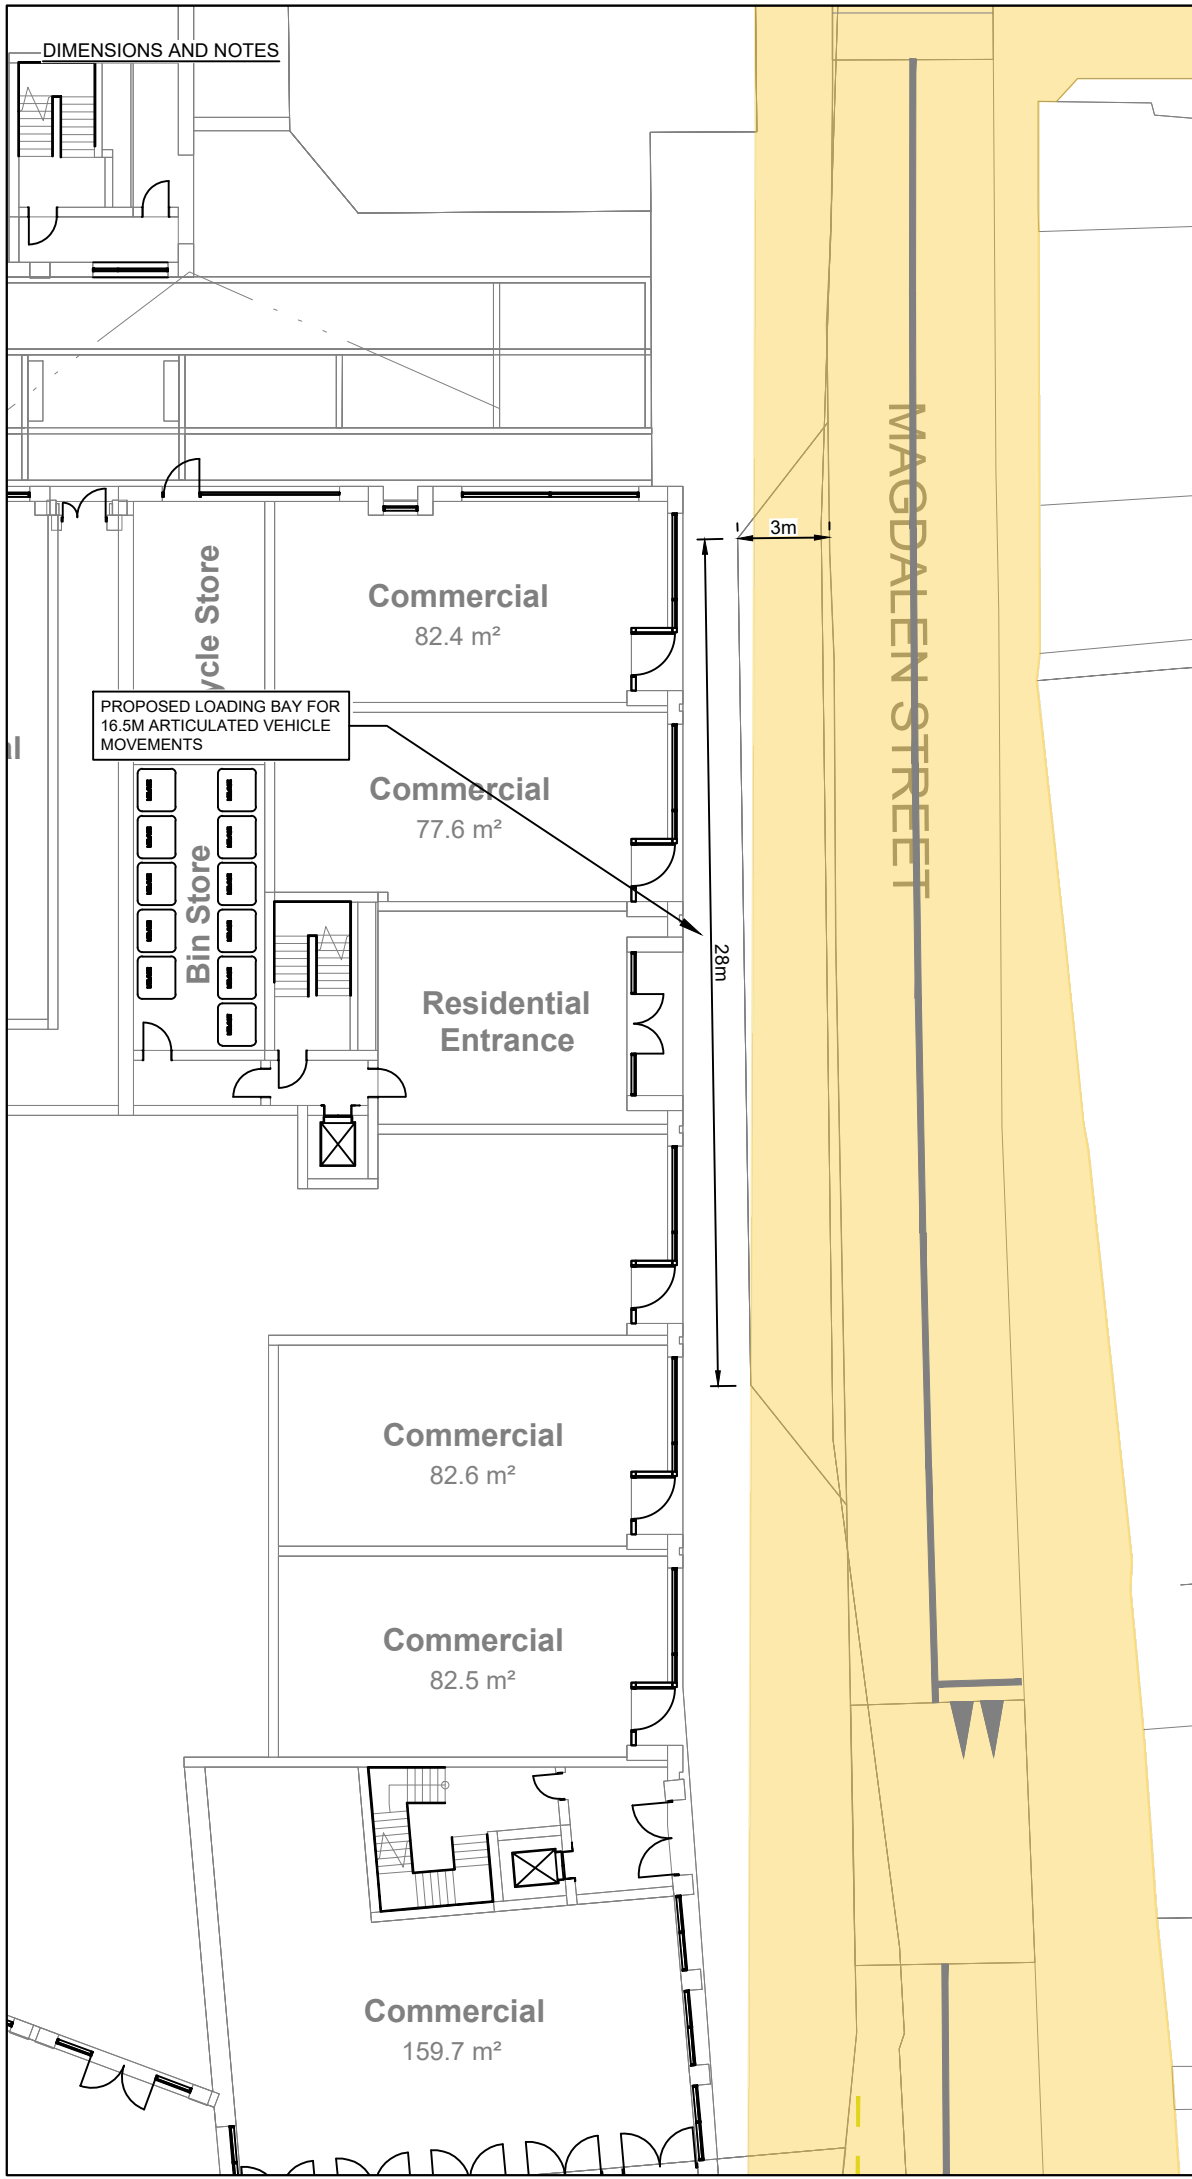 DIMENSIONS AND NOTES
MAGDALEN STREET
3m
ycle Store
Commercial
82.4 m²
PROPOSED LOADING BAY FOR
16.5M ARTICULATED VEHICLE
MOVEMENTS
Commercial
77.6 m²
Bin Store
28m
Residential
Entrance
Commercial
82.6 m²
Commercial
82.5 m²
Commercial
159.7 m²